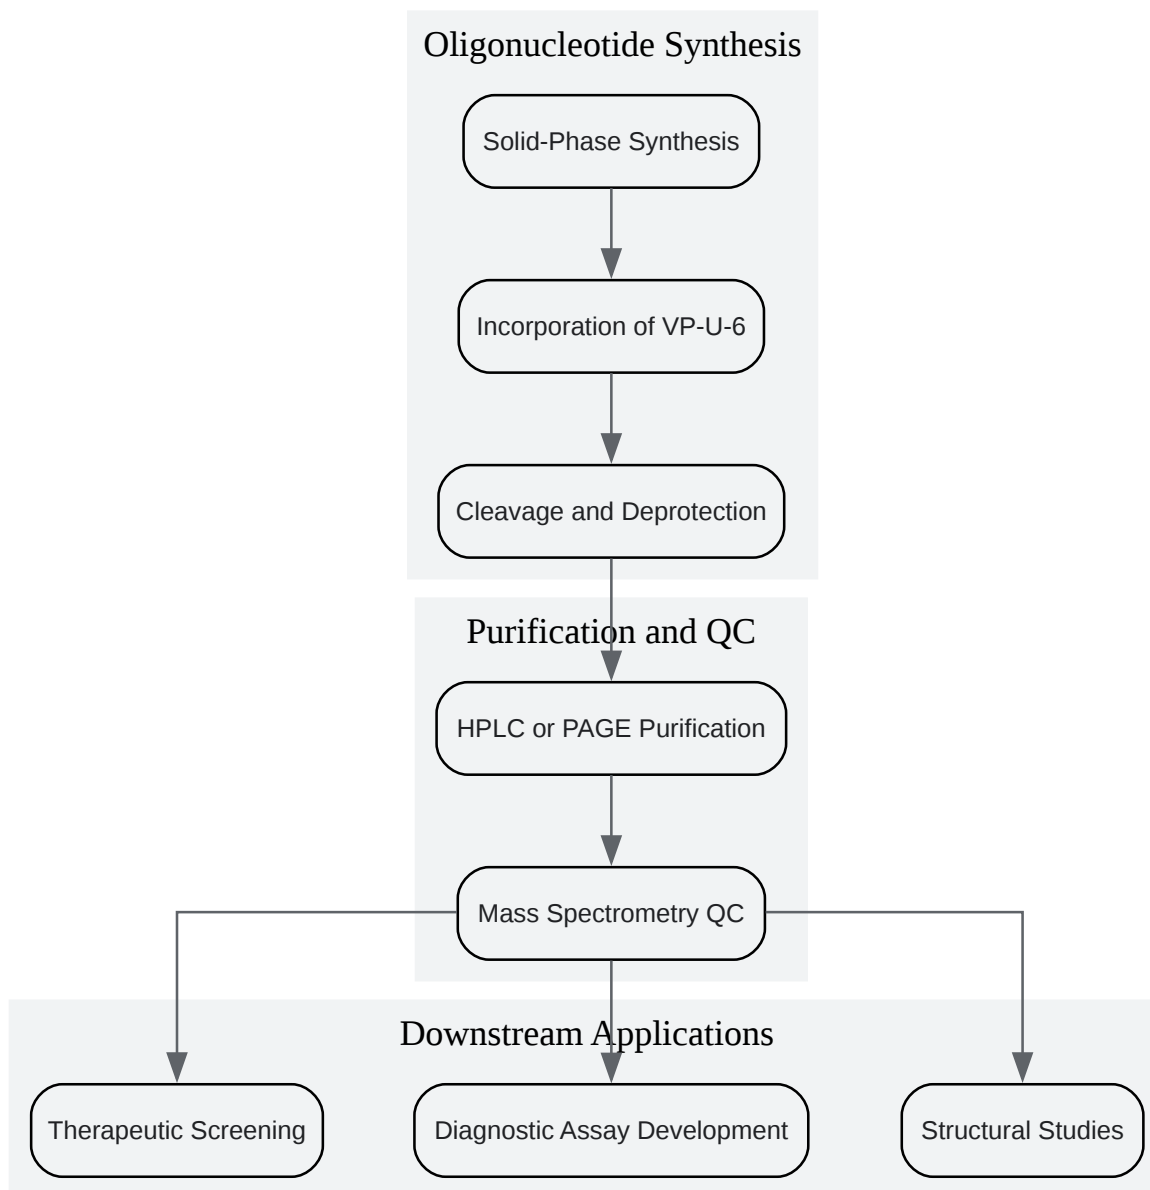 Oligonucleotide Synthesis
Solid-Phase Synthesis
Incorporation of VP-U-6
Cleavage and Deprotection
Purification and QC
HPLC or PAGE Purification
Mass Spectrometry QC
Downstream Applications
Therapeutic Screening
Diagnostic Assay Development
Structural Studies